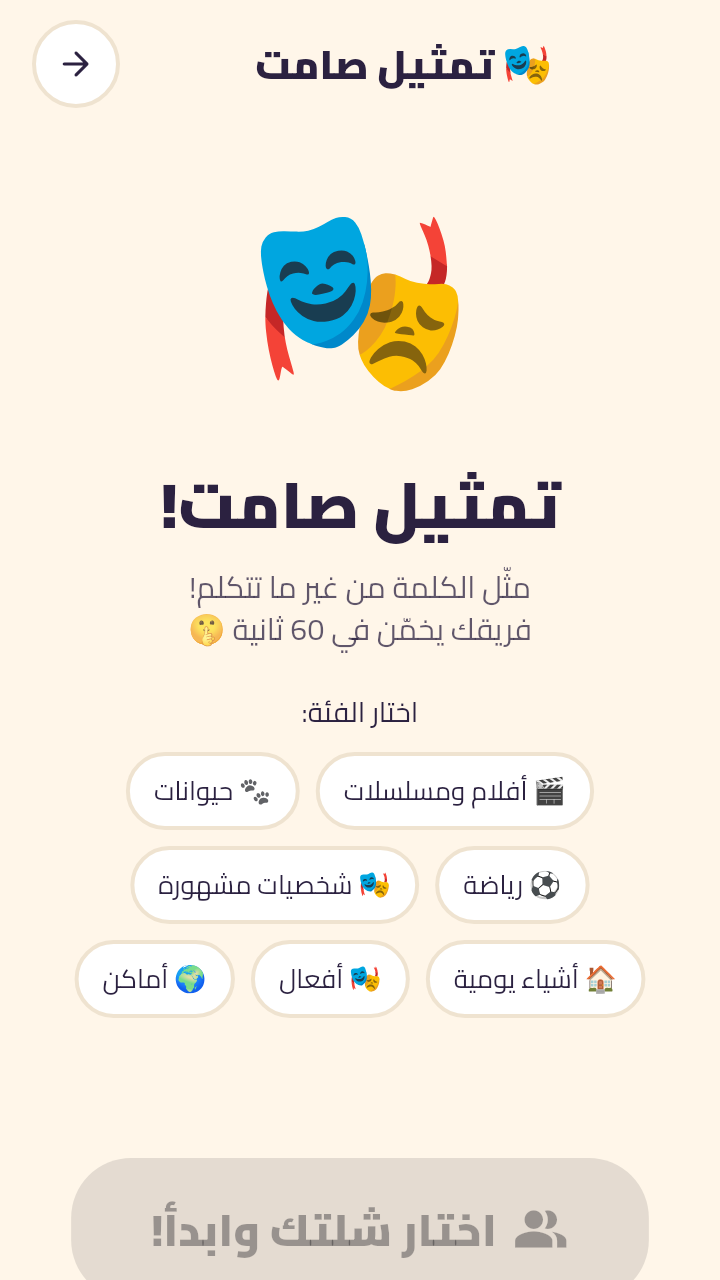 🎭 تمثيل صامت
تمثيل صامت!
مثّل الكلمة من غير ما تتكلم!
فريقك يخمّن في 60 ثانية 🤫
اختار الفئة:
🎬 أفلام ومسلسلات
🐾 حيوانات
⚽ رياضة
🎭 شخصيات مشهورة
🏠 أشياء يومية
🎭 أفعال
🌍 أماكن
اختار شلتك وابدأ!